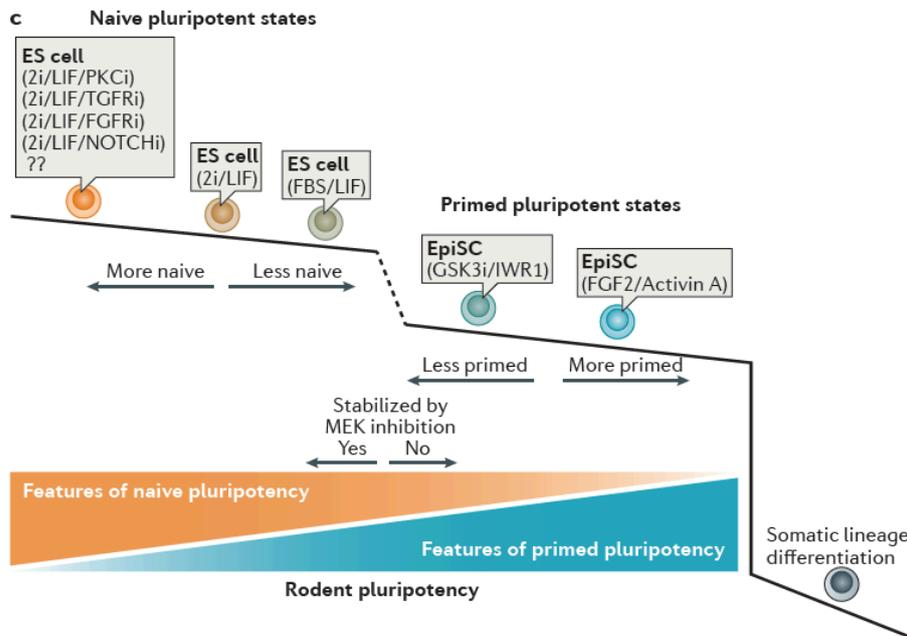 c
Naive pluripotent states
ES cell
(2i/LIF/PKCi)
(2i/LIF/TGFRi)
(2i/LIF/FGFRi)
(2i/LIF/NOTCHi)
??
ES cell
(2i/LIF)
ES cell
(FBS/LIF)
Primed pluripotent states
EpiSC
(GSK3i/IWR1)
EpiSC
(FGF2/Activin A)
More naive
Less naive
Less primed
More primed
Stabilized by
MEK inhibition
Yes
No
Features of naive pluripotency
Features of primed pluripotency
Somatic lineage
differentiation
Rodent pluripotency